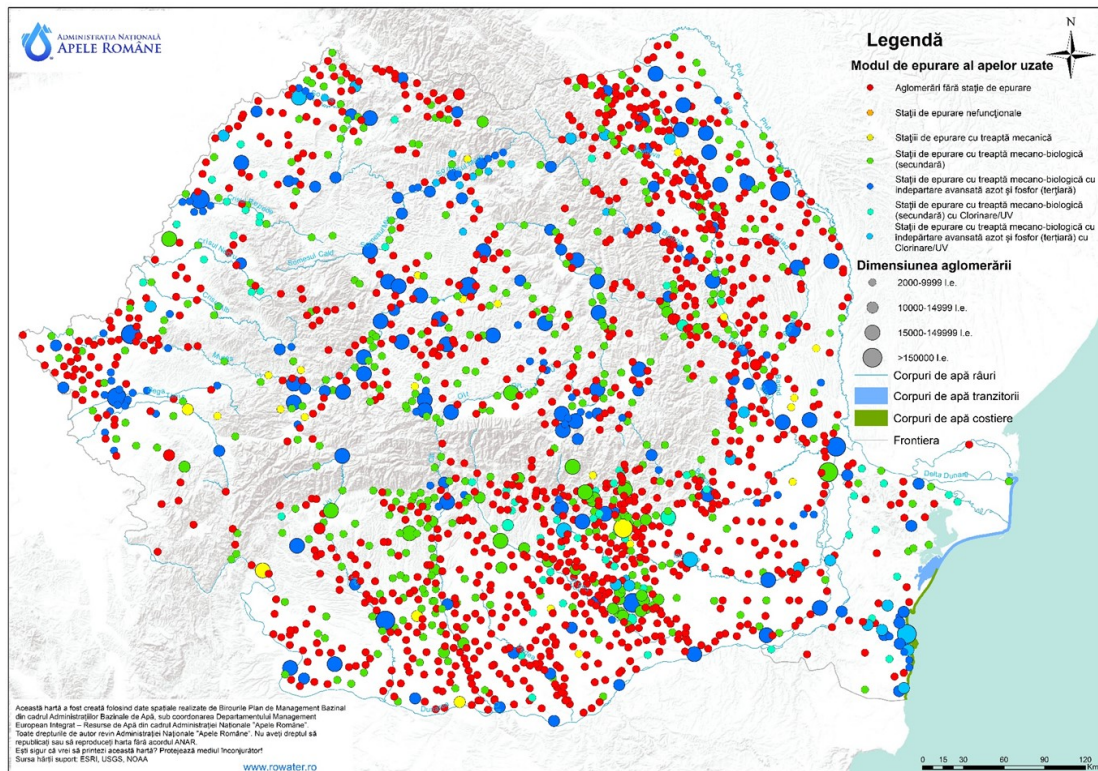 ADMINISTRAȚIA NAȚIONALĂ
APELE ROMÂNE
N
Legendă
Modul de epurare al apelor uzate
Aglomerări fără stație de epurare
Stații de epurare nefuncționale
Stații de epurare cu treaptă mecanică
Stații de epurare cu treaptă mecano-biologică
(secundară)
Stații de epurare cu treaptă mecano-biologică cu
îndepartare avansată azot și fosfor (terțiară)
Stații de epurare cu treaptă mecano-biologică
(secundară) cu Clorinare/UV
Stații de epurare cu treaptă mecano-biologică cu
îndepărtare avansată azot și fosfor (terțiară) cu
Clorinare/UV
Dimensiunea aglomerării
2000-9999 l.e.
10000-14999 l.e.
15000-149999 l.e.
>150000 l.e.
Corpuri de apă râuri
Corpuri de apă tranzitorii
Corpuri de apă costiere
Frontiera
Prut
Prut
Someșul Cald
Olt
Delta Dunării
Această hartă a fost creată folosind date spațiale realizate de Birourile Plan de Management Bazinal
din cadrul Administrațiilor Bazinale de Apă, sub coordonarea Departamentului Management
European Integrat – Resurse de Apă din cadrul Administrației Naționale "Apele Române".
Toate drepturile de autor revin Administrației Naționale "Apele Române". Nu aveți dreptul să
republicați sau să reproduceți harta fără acordul ANAR.
Ești sigur că vrei să printezi această hartă? Protejează mediul înconjurător!
Sursa hărții suport: ESRI, USGS, NOAA
www.rowater.ro
0 15 30 60 90 120
Km